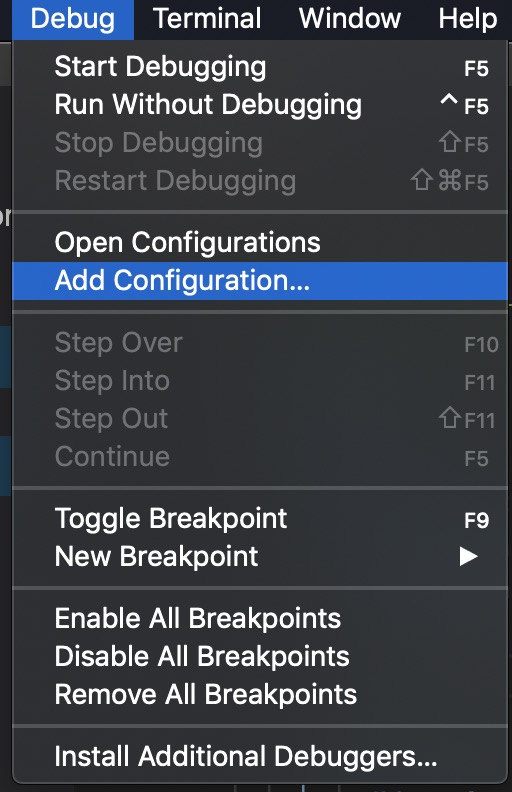 Debug Terminal Window Help
Start Debugging F5
Run Without Debugging ^ F5
Stop Debugging ⇧F5
Restart Debugging ⇧⌘F5
Open Configurations
Add Configuration...
Step Over F10
Step Into F11
Step Out ⇧F11
Continue F5
Toggle Breakpoint F9
New Breakpoint ▶
Enable All Breakpoints
Disable All Breakpoints
Remove All Breakpoints
Install Additional Debuggers...